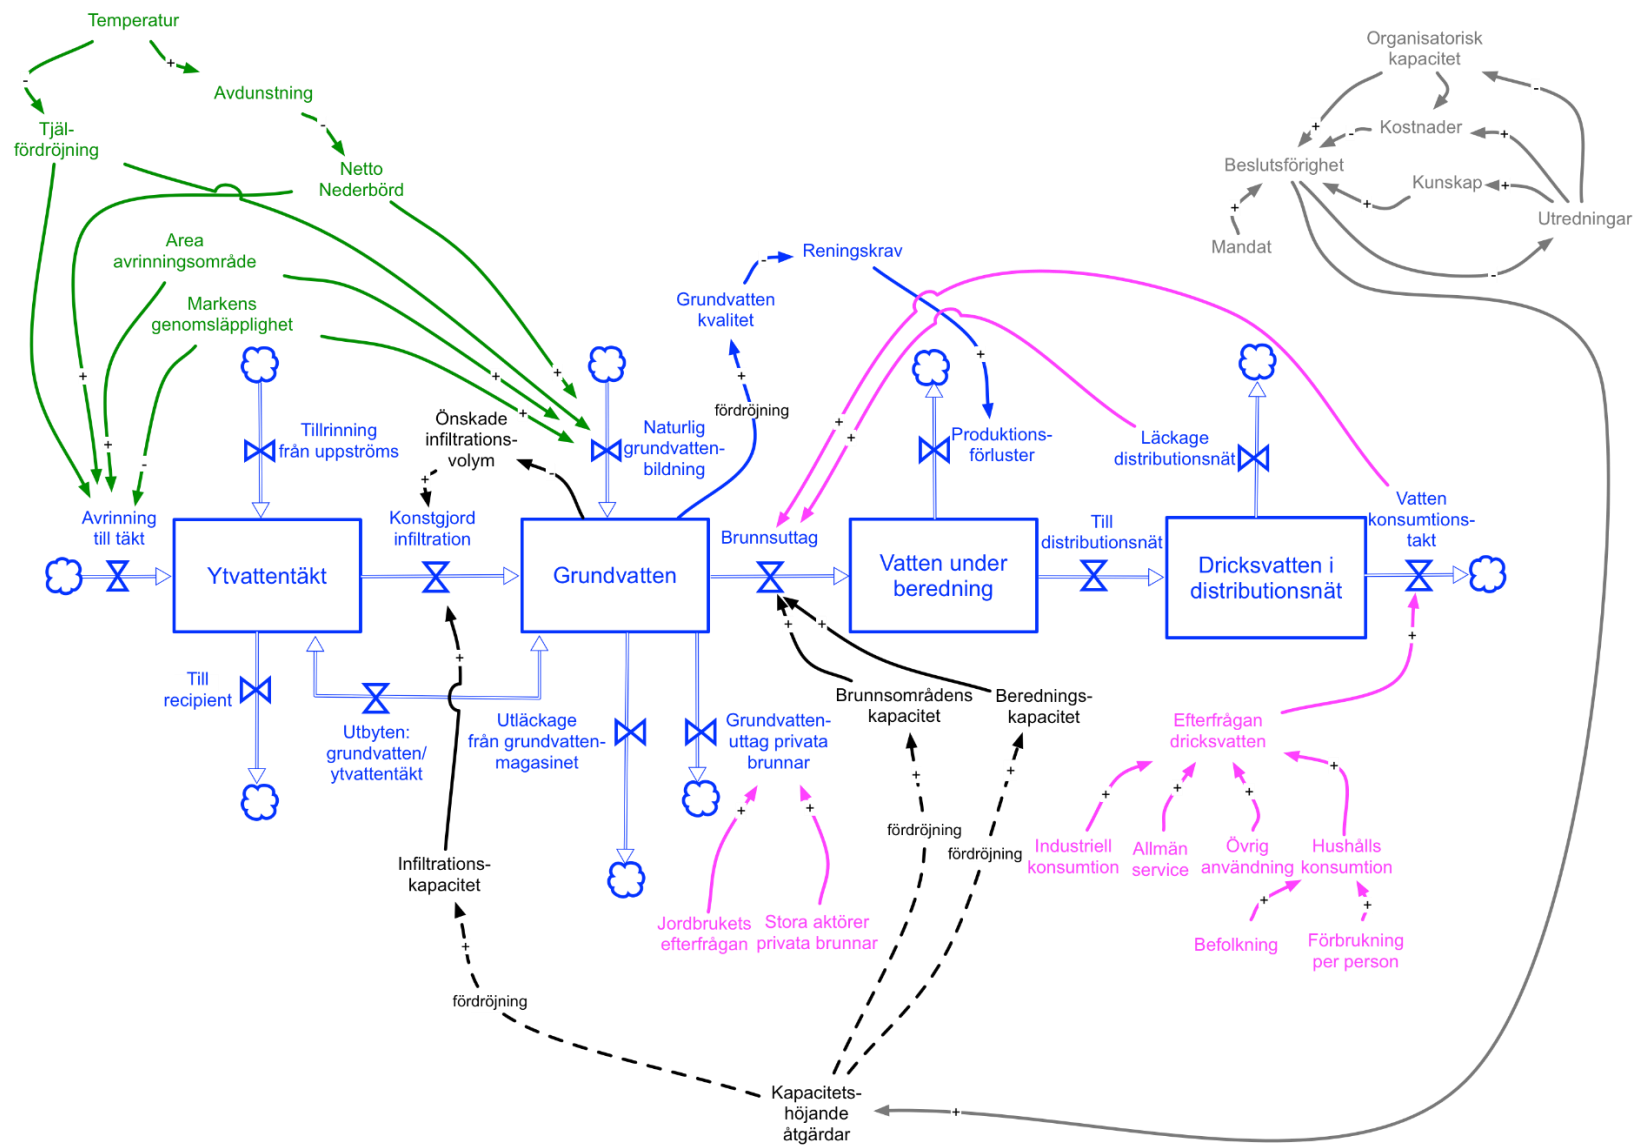 Temperatur
Avdunstning
Tjäl-
fördröjning
Netto
Nederbörd
Area
avrinningsområde
Markens
genomsläpplighet
Organisatorisk
kapacitet
Kostnader
Beslutsförighet
Kunskap
Utredningar
Mandat
Reningskrav
Grundvatten
kvalitet
fördröjning
Önskade
infiltrations-
volym
Tillrinning
från uppströms
Naturlig
grundvatten-
bildning
Produktions-
förluster
Läckage
distributionsnät
Vatten
konsumtions-
takt
Avrinning
till täkt
Konstgjord
infiltration
Brunnsuttag
Till
distributionsnät
Ytvattentäkt
Grundvatten
Vatten under
beredning
Dricksvatten i
distributionsnät
Till
recipient
Utbyten:
grundvatten/
ytvattentäkt
Utläckage
från grundvatten-
magasinet
Grundvatten-
uttag privata
brunnar
Brunnsområdens
kapacitet
Berednings-
kapacitet
Efterfrågan
dricksvatten
fördröjning
fördröjning
Industriell
konsumtion
Allmän
service
Övrig
användning
Hushålls
konsumtion
Infiltrations-
kapacitet
Jordbrukets
efterfrågan
Stora aktörer
privata brunnar
Befolkning
Förbrukning
per person
fördröjning
Kapacitets-
höjande
åtgärdar